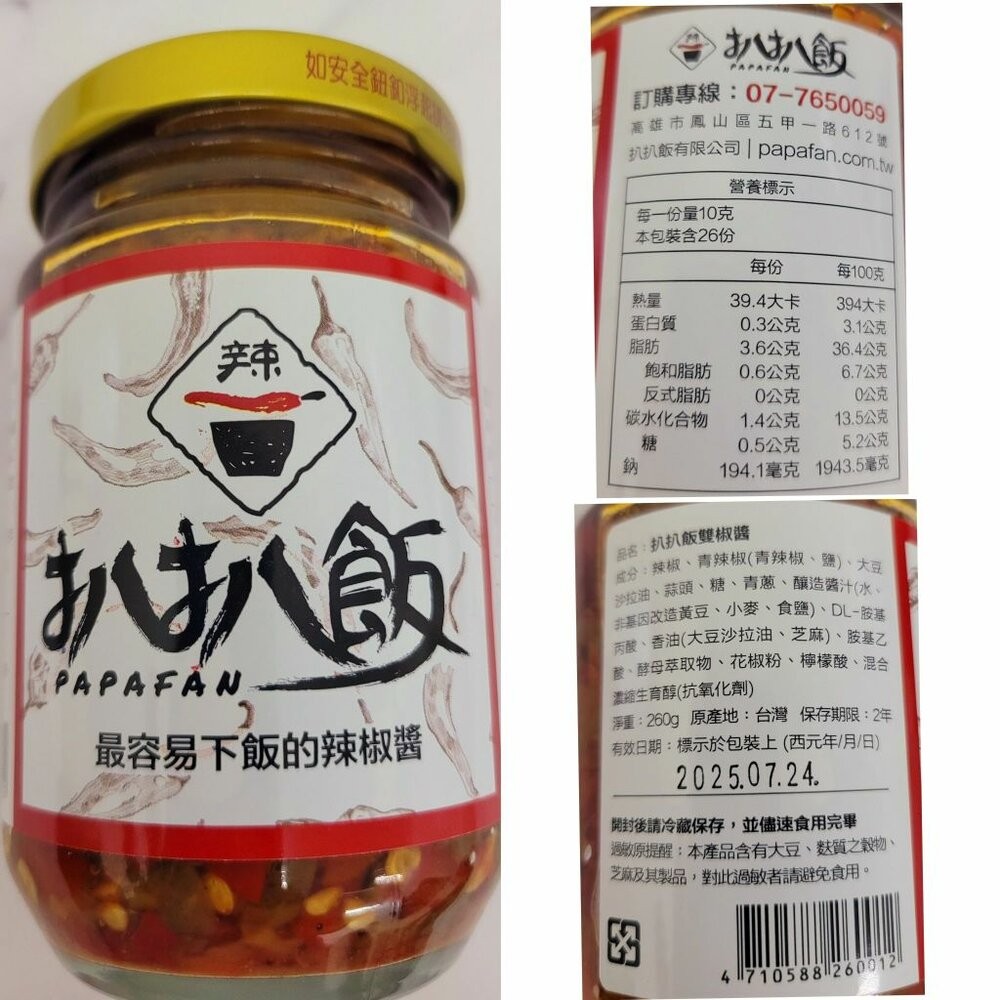 如安全鈕釦浮起
辣
扒扒飯
PAPAFAN
最容易下飯的辣椒醬
辣
扒扒飯
PAPAFAN
訂購專線：07-7650059
高雄市鳳山區五甲一路612號
扒扒飯有限公司 | papafan.com.tw
營養標示
每一份量10克
本包裝含26份
每份 每100克
熱量 39.4大卡 394大卡
蛋白質 0.3公克 3.1公克
脂肪 3.6公克 36.4公克
飽和脂肪 0.6公克 6.7公克
反式脂肪 0公克 0公克
碳水化合物 1.4公克 13.5公克
糖 0.5公克 5.2公克
鈉 194.1毫克 1943.5毫克
品名：扒扒飯雙椒醬
成分：辣椒、青辣椒(青辣椒、鹽)、大豆
沙拉油、蒜頭、糖、青蔥、釀造醬汁(水、
非基因改造黃豆、小麥、食鹽)、DL-胺基
丙酸、香油(大豆沙拉油、芝麻)、胺基乙
酸、酵母萃取物、花椒粉、檸檬酸、混合
濃縮生育醇(抗氧化劑)
淨重：260g 原產地：台灣 保存期限：2年
有效日期：標示於包裝上 (西元年/月/日)
2025.07.24.
開封後請冷藏保存，並儘速食用完畢
過敏原提醒：本產品含有大豆、麩質之穀物、
芝麻及其製品，對此過敏者請避免食用。
4 710588 260012